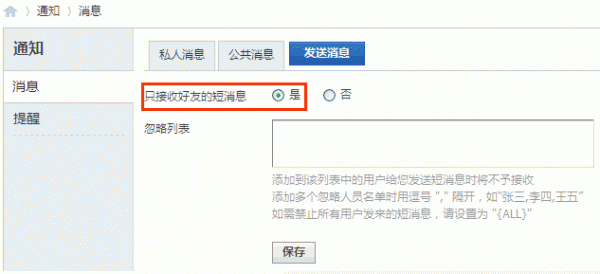 通知 〉消息
通知
消息
提醒
私人消息 公共消息 发送消息
只接收好友的短消息 是 否
忽略列表
添加到该列表中的用户给您发送短消息时将不予接收
添加多个忽略人员名单时用逗号 "," 隔开，如"张三,李四,王五"
如需禁止所有用户发来的短消息，请设置为 "{ALL}"
保存